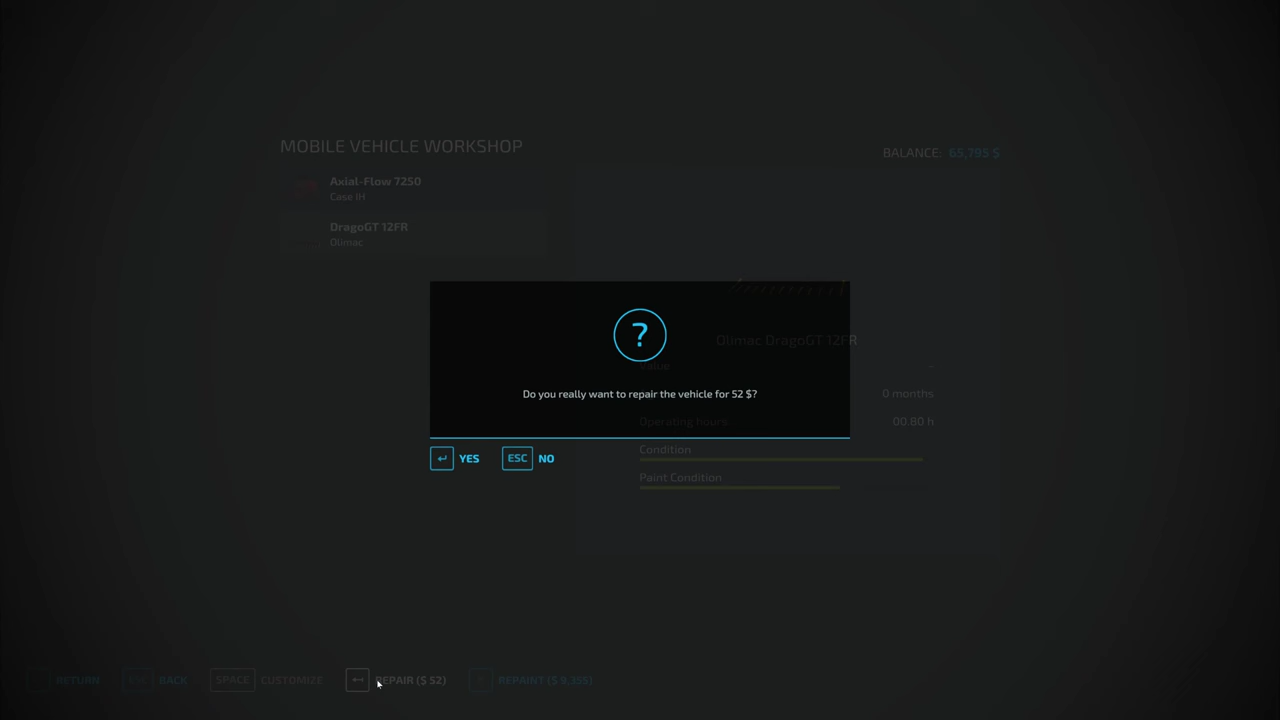 MOBILE VEHICLE WORKSHOP
BALANCE: 65,795 $
Axial-Flow 7250
Case IH
DragoGT 12FR
Olimac
?
Olimac DragoGT 12FR
Value -
Do you really want to repair the vehicle for 52 $?
0 months
Operating hours 00.80 h
Condition
↵ YES ESC NO
Paint Condition
RETURN ESC BACK SPACE CUSTOMIZE REPAIR ($ 52) REPAINT ($ 9,355)